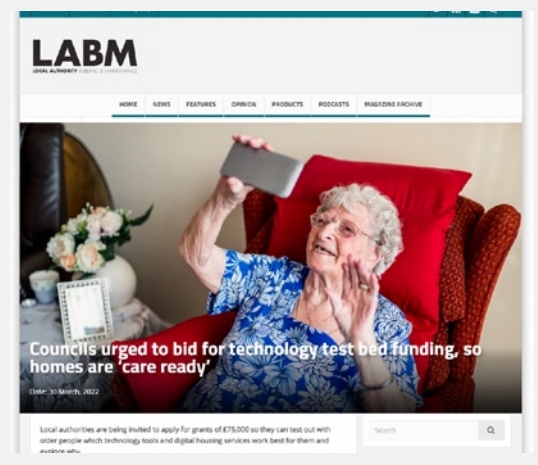 LABM
LOCAL AUTHORITY BUILDING & MAINTENANCE
HOME NEWS FEATURES OPINION PRODUCTS PODCASTS MAGAZINE ARCHIVE
Councils urged to bid for technology test bed funding, so
homes are ‘care ready’
Date: 30 March, 2022
Local authorities are being invited to apply for grants of £75,000 so they can test out with
older people which technology tools and digital housing services work best for them and
explore why
Search